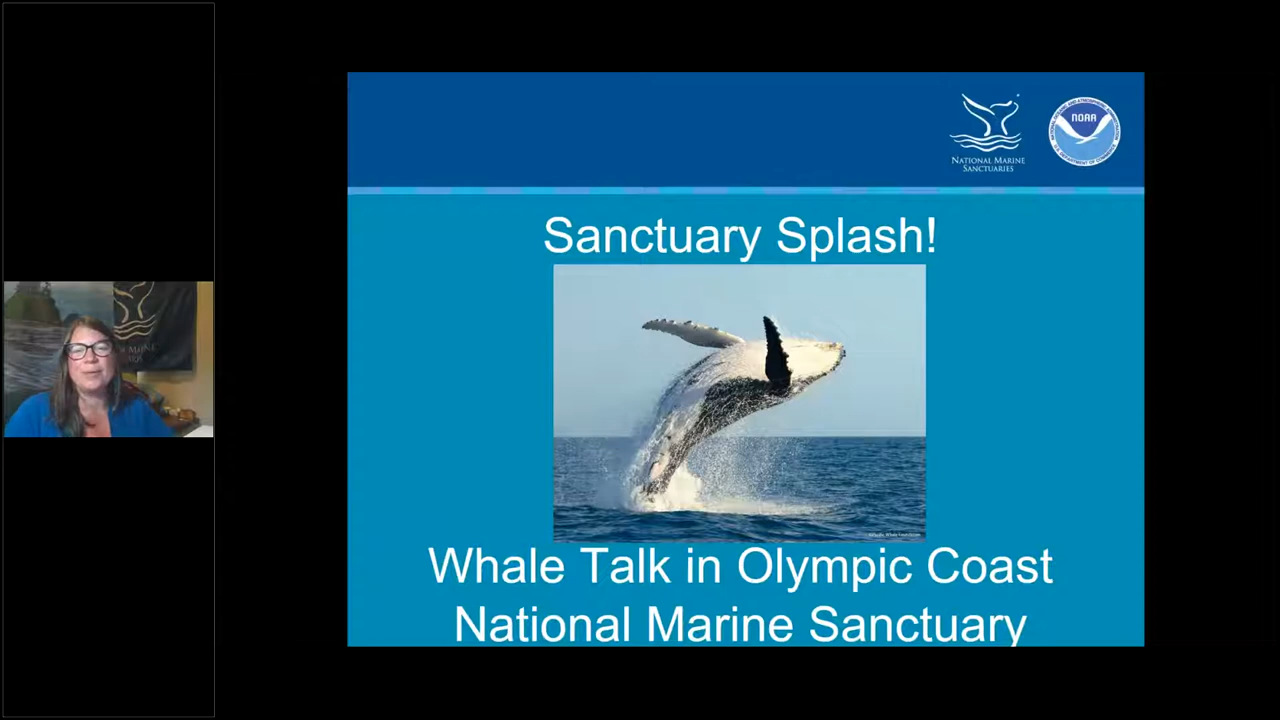 NOAA
NATIONAL MARINE
SANCTUARIES
Sanctuary Splash!
Whale Talk in Olympic Coast
National Marine Sanctuary